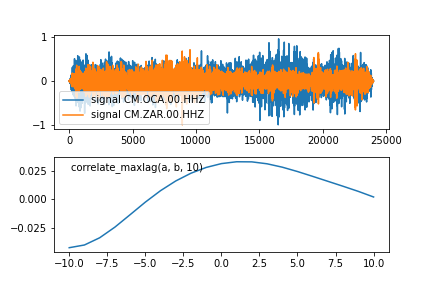 1
0
−1
signal CM.OCA.00.HHZ
signal CM.ZAR.00.HHZ
0 5000 10000 15000 20000 25000
correlate_maxlag(a, b, 10)
0.025
0.000
−0.025
−10.0 −7.5 −5.0 −2.5 0.0 2.5 5.0 7.5 10.0